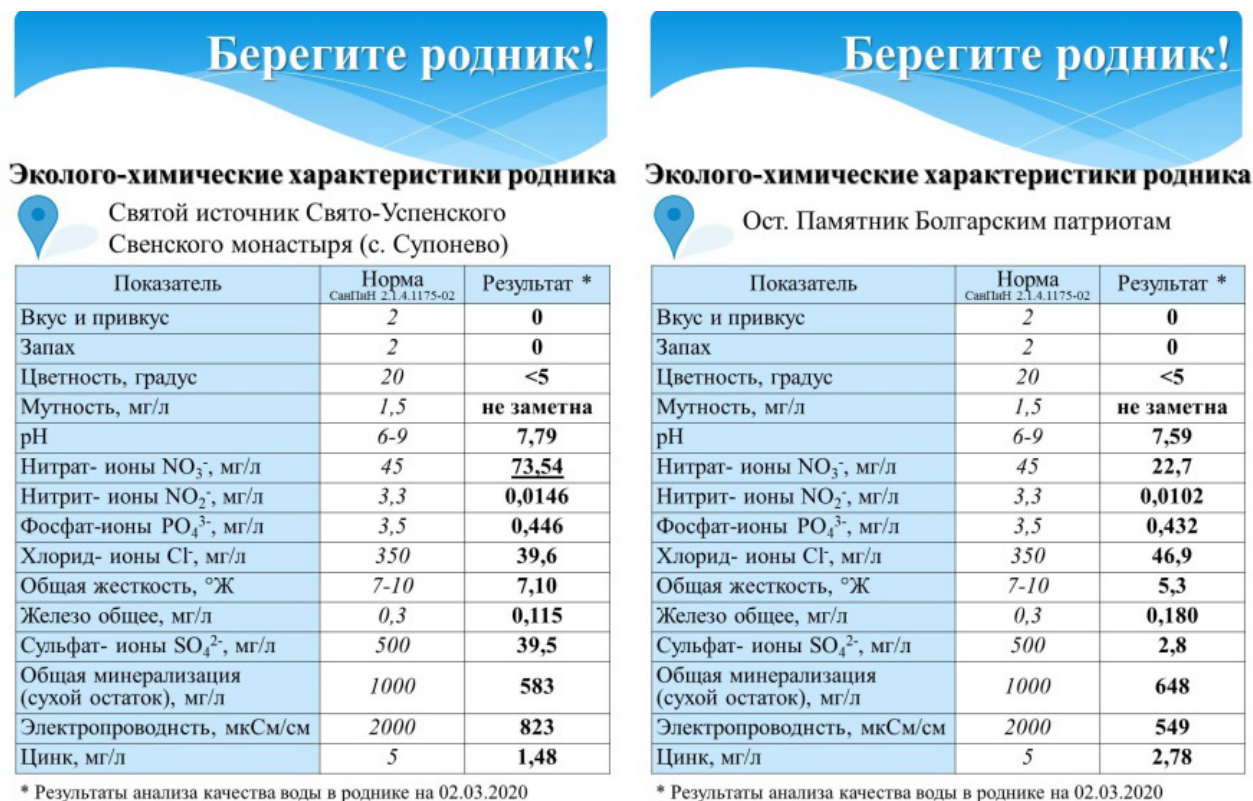 Берегите родник!
Эколого-химические характеристики родника
Святой источник Свято-Успенского
Свенского монастыря (с. Супонево)
Показатель Норма СанПиН 2.1.4.1175-02 Результат *
Вкус и привкус 2 0
Запах 2 0
Цветность, градус 20 <5
Мутность, мг/л 1,5 не заметна
pH 6-9 7,79
Нитрат- ионы NO₃⁻, мг/л 45 73,54
Нитрит- ионы NO₂⁻, мг/л 3,3 0,0146
Фосфат-ионы PO₄³⁻, мг/л 3,5 0,446
Хлорид- ионы Cl⁻, мг/л 350 39,6
Общая жесткость, °Ж 7-10 7,10
Железо общее, мг/л 0,3 0,115
Сульфат- ионы SO₄²⁻, мг/л 500 39,5
Общая минерализация
(сухой остаток), мг/л 1000 583
Электропроводнсть, мкСм/см 2000 823
Цинк, мг/л 5 1,48
* Результаты анализа качества воды в роднике на 02.03.2020
Берегите родник!
Эколого-химические характеристики родника
Ост. Памятник Болгарским патриотам
Показатель Норма СанПиН 2.1.4.1175-02 Результат *
Вкус и привкус 2 0
Запах 2 0
Цветность, градус 20 <5
Мутность, мг/л 1,5 не заметна
pH 6-9 7,59
Нитрат- ионы NO₃⁻, мг/л 45 22,7
Нитрит- ионы NO₂⁻, мг/л 3,3 0,0102
Фосфат-ионы PO₄³⁻, мг/л 3,5 0,432
Хлорид- ионы Cl⁻, мг/л 350 46,9
Общая жесткость, °Ж 7-10 5,3
Железо общее, мг/л 0,3 0,180
Сульфат- ионы SO₄²⁻, мг/л 500 2,8
Общая минерализация
(сухой остаток), мг/л 1000 648
Электропроводнсть, мкСм/см 2000 549
Цинк, мг/л 5 2,78
* Результаты анализа качества воды в роднике на 02.03.2020